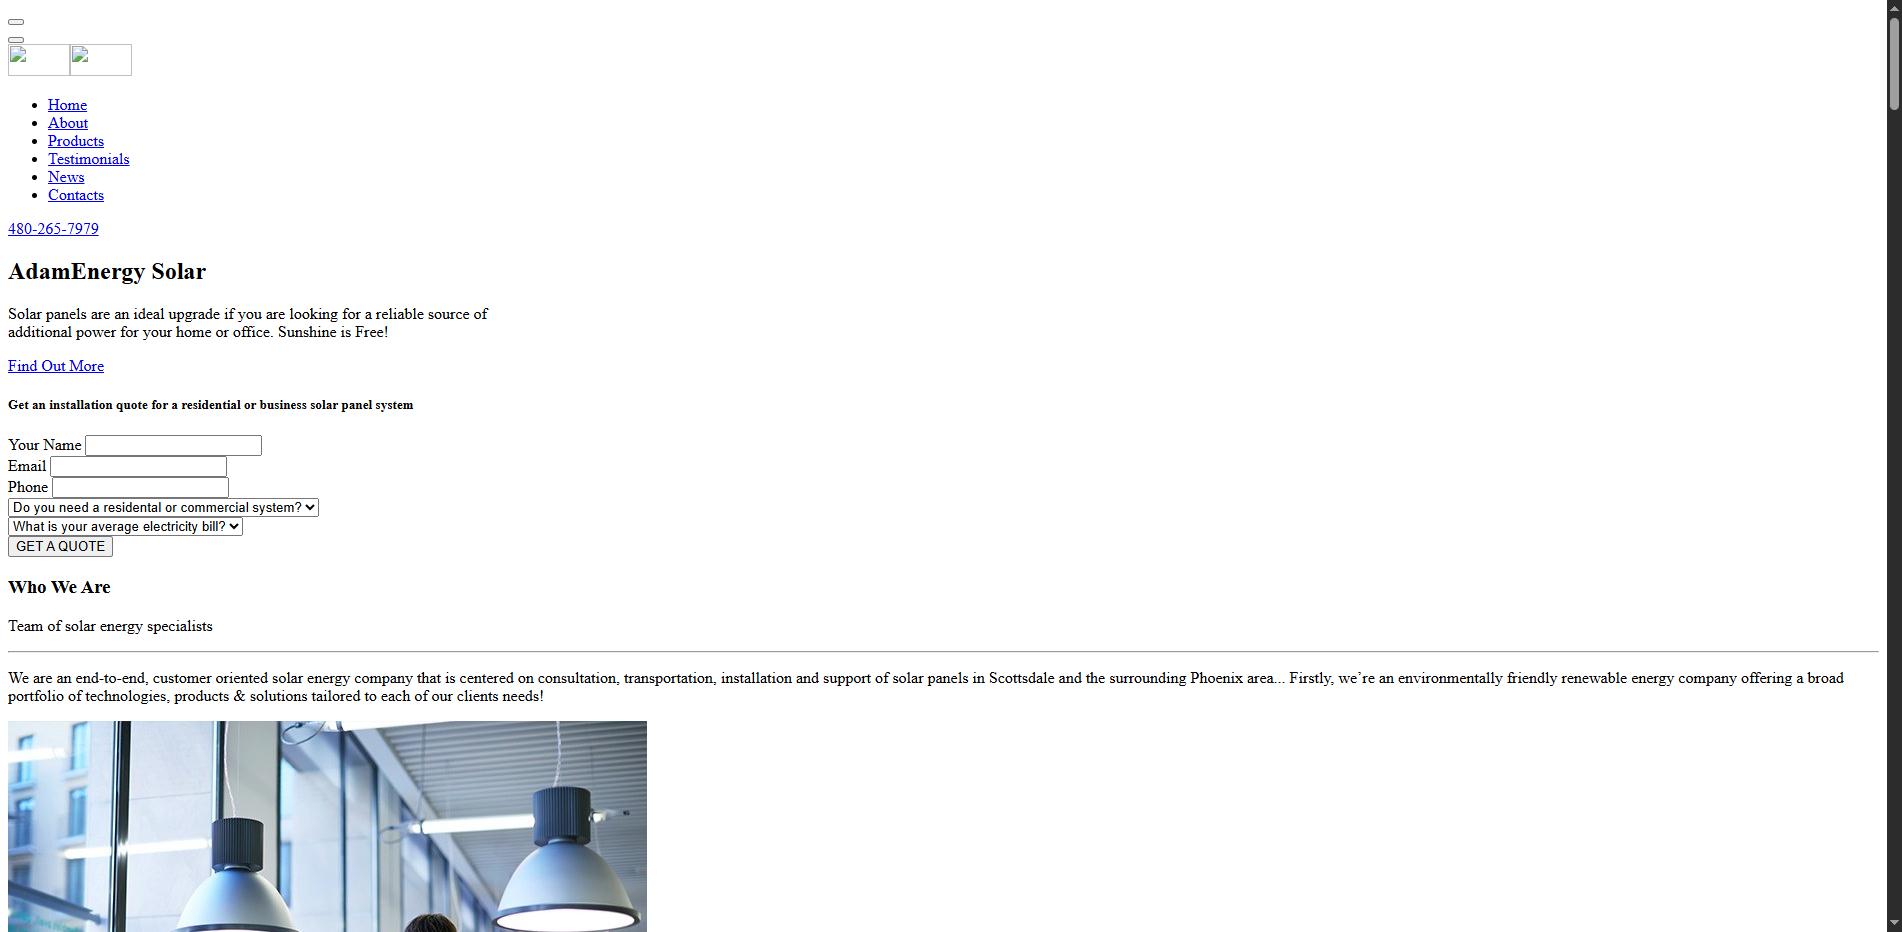 Home
About
Products
Testimonials
News
Contacts
480-265-7979
AdamEnergy Solar
Solar panels are an ideal upgrade if you are looking for a reliable source of
additional power for your home or office. Sunshine is Free!
Find Out More
Get an installation quote for a residential or business solar panel system
Your Name
Email
Phone
Do you need a residental or commercial system?
What is your average electricity bill?
GET A QUOTE
Who We Are
Team of solar energy specialists
We are an end-to-end, customer oriented solar energy company that is centered on consultation, transportation, installation and support of solar panels in Scottsdale and the surrounding Phoenix area... Firstly, we’re an environmentally friendly renewable energy company offering a broad
portfolio of technologies, products & solutions tailored to each of our clients needs!